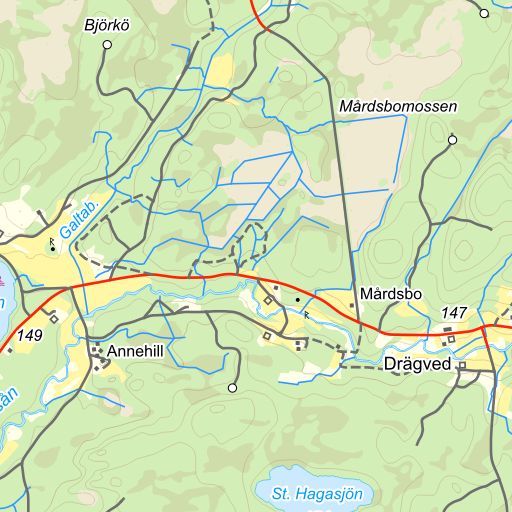 Björkö
Mårdsbomossen
Galtab.
Mårdsbo
147
149
Annehill
Drägved
St. Hagasjön